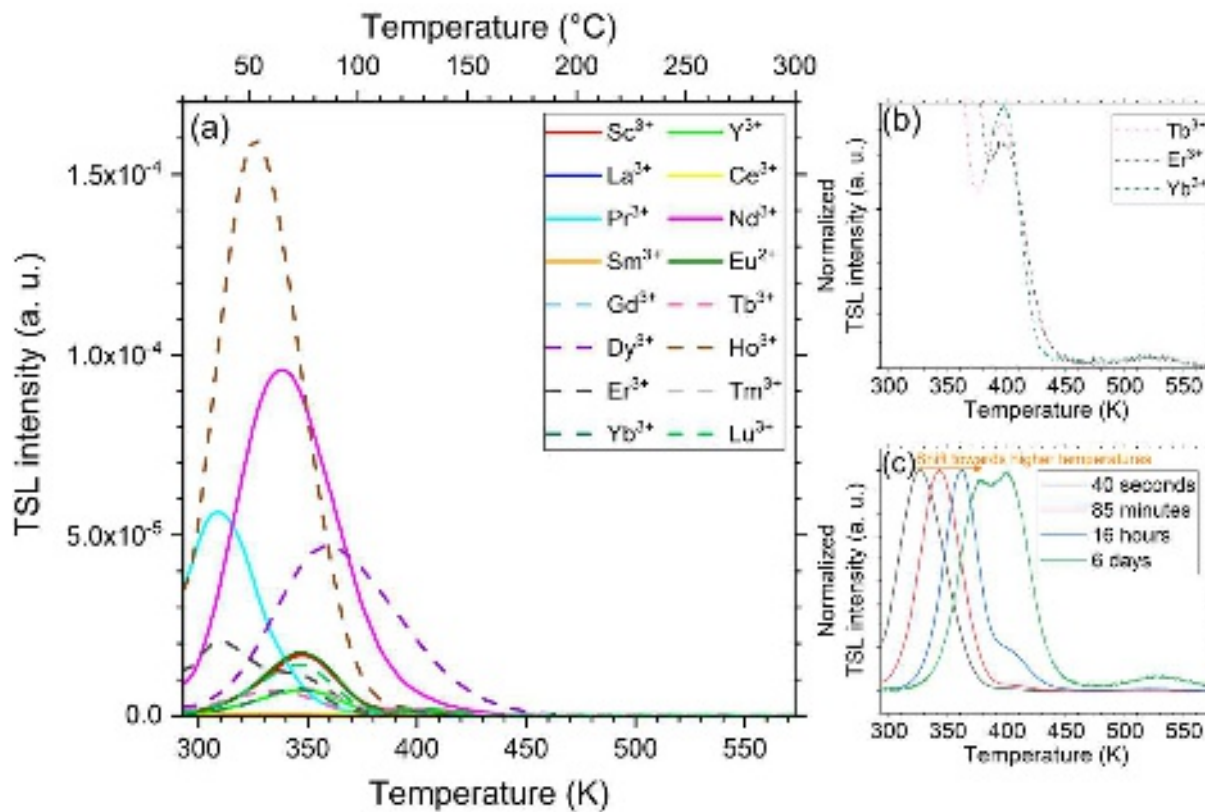 Temperature (°C)
50 100 150 200 250 300
(a)
Sc³⁺ Y³⁺
La³⁺ Ce³⁺
Pr³⁺ Nd³⁺
Sm³⁺ Eu²⁺
Gd³⁺ Tb³⁺
Dy³⁺ Ho³⁺
Er³⁺ Tm³⁺
Yb³⁺ Lu³⁺
TSL intensity (a. u.)
1.5x10⁻⁴
1.0x10⁻⁴
5.0x10⁻⁵
0.0
300 350 400 450 500 550
Temperature (K)
(b)
Tb³⁺
Er³⁺
Yb³⁺
Normalized
TSL intensity (a. u.)
300 350 400 450 500 550
Temperature (K)
(c)
Shift towards higher temperatures
40 seconds
85 minutes
16 hours
6 days
Normalized
TSL intensity (a. u.)
300 350 400 450 500 550
Temperature (K)